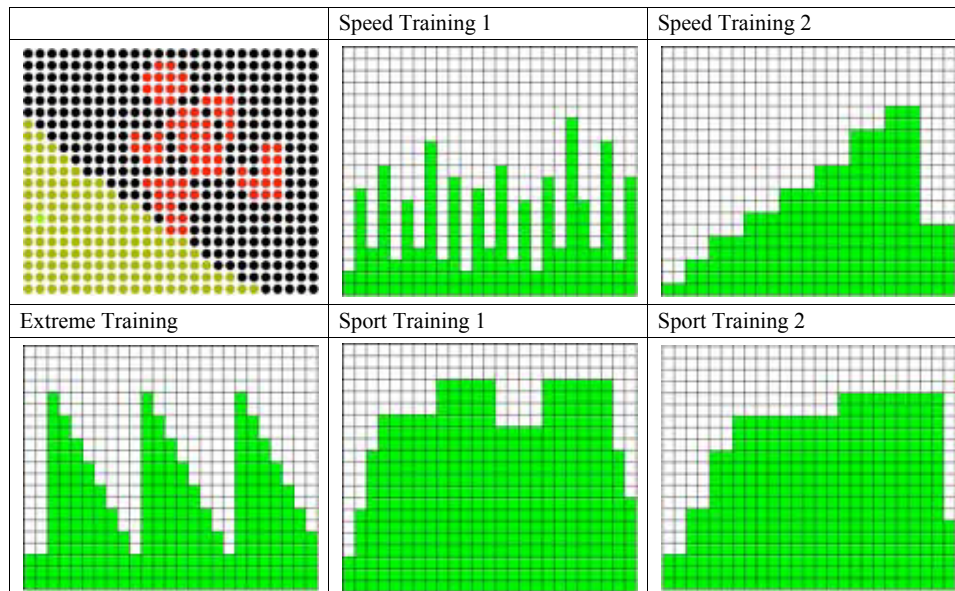 Speed Training 1
Speed Training 2
Extreme Training
Sport Training 1
Sport Training 2